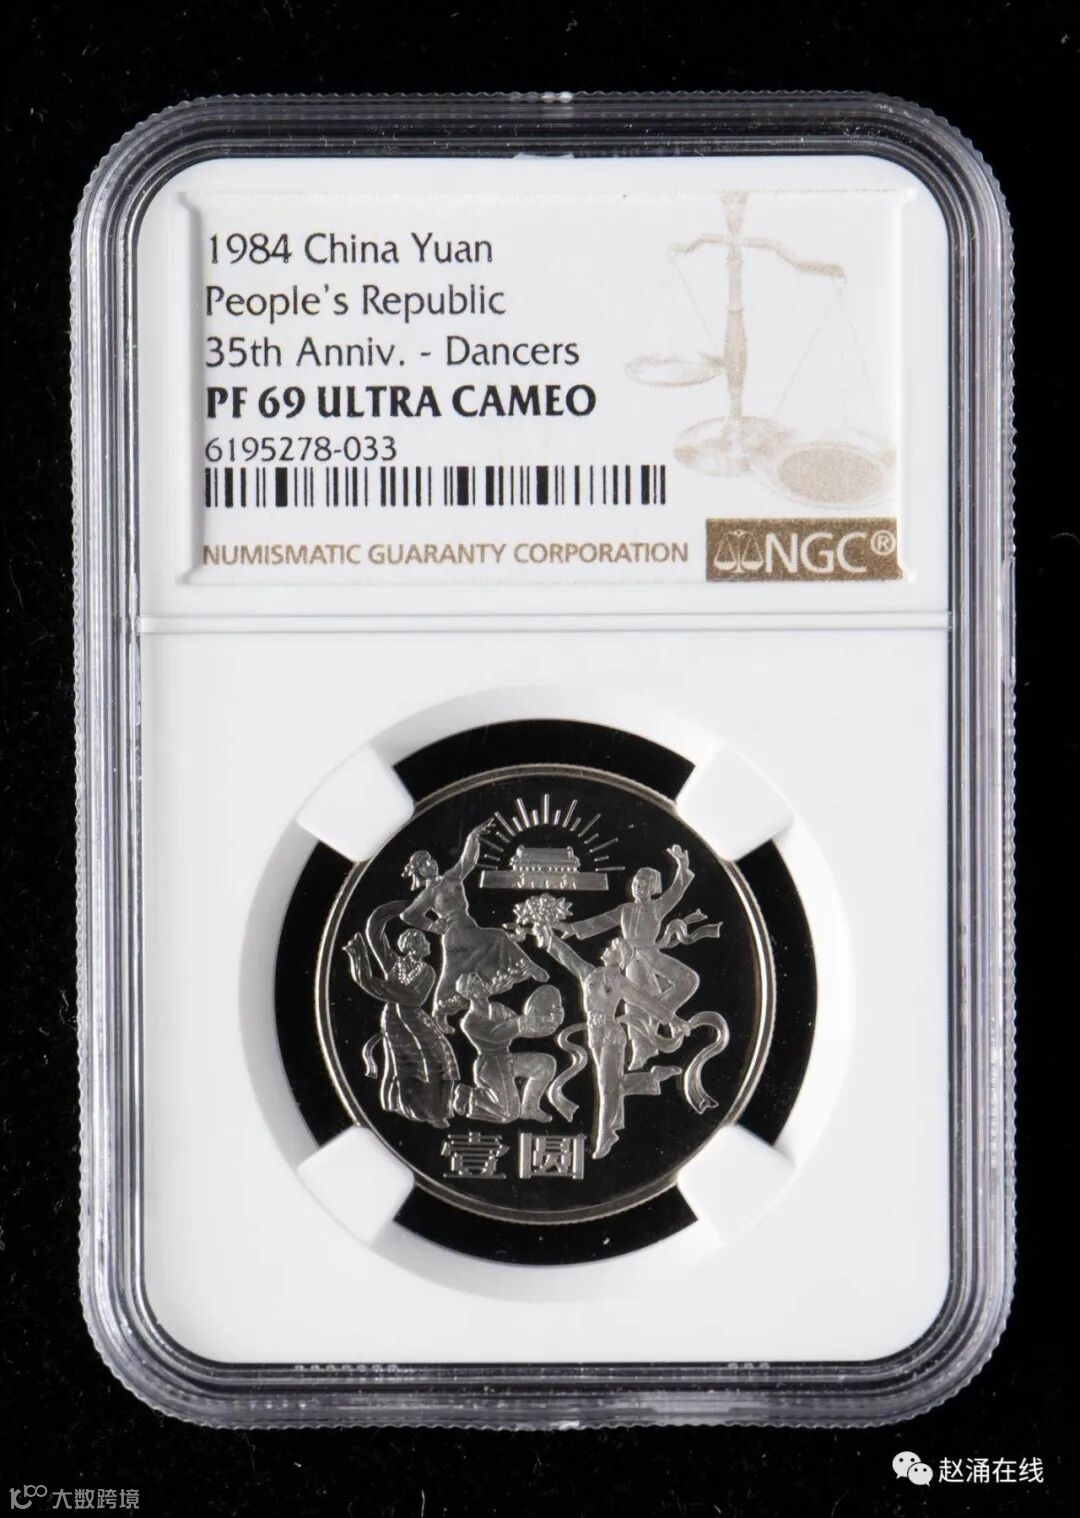 1984 China Yuan
People's Republic
35th Anniv. - Dancers
PF 69 ULTRA CAMEO
6195278-033
NUMISMATIC GUARANTY CORPORATION
NGC®
壹圆
赵涌在线
大数跨境